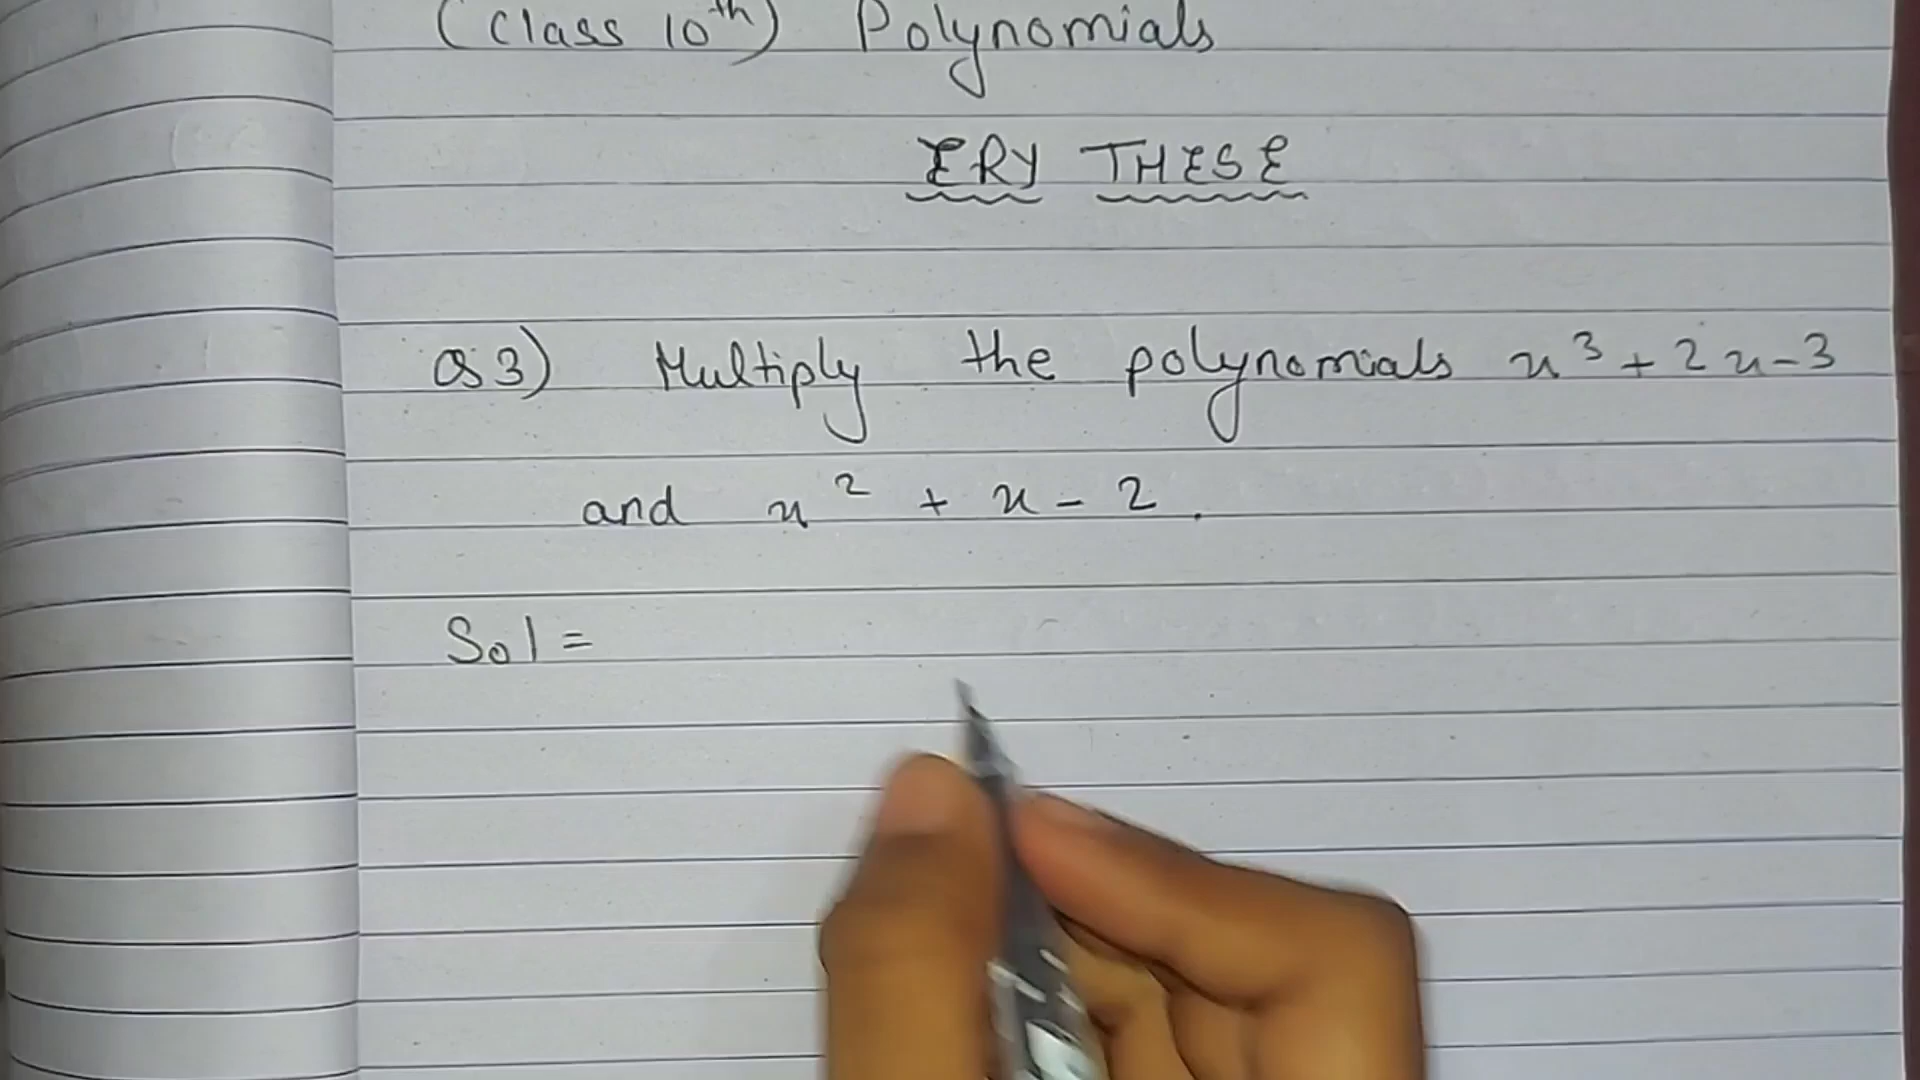 (Class 10th) Polynomials
TRY THESE
Q3) Multiply the polynomials x³ + 2x - 3
and x² + x - 2.
Sol =